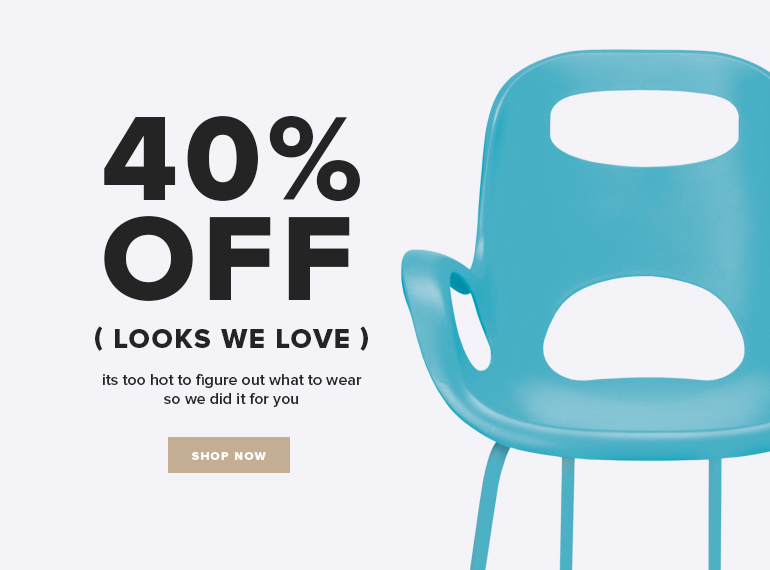 40%
OFF
( LOOKS WE LOVE )
its too hot to figure out what to wear
so we did it for you
SHOP NOW